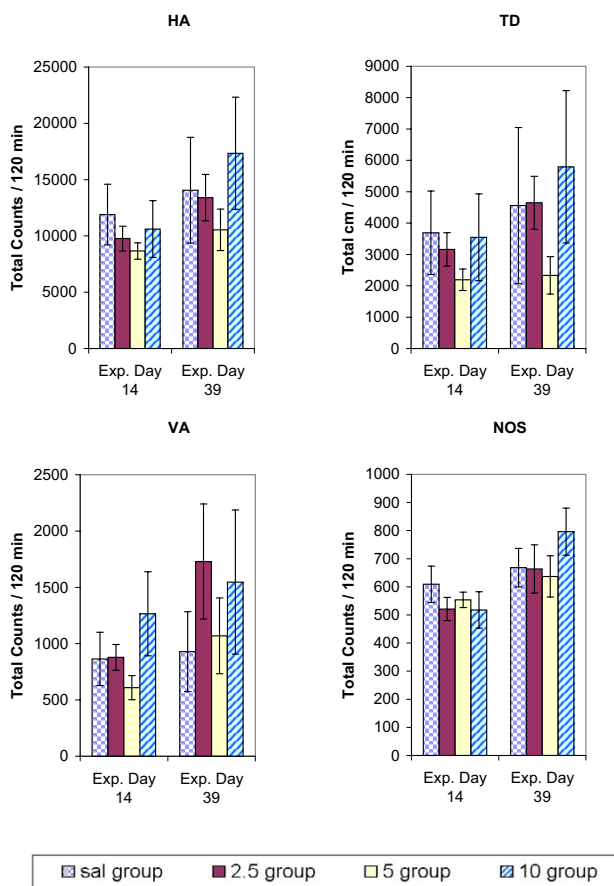 HA
Total Counts / 120 min
25000
20000
15000
10000
5000
0
Exp. Day
14
Exp. Day
39
TD
Total cm / 120 min
9000
8000
7000
6000
5000
4000
3000
2000
1000
0
Exp. Day
14
Exp. Day
39
VA
Total Counts / 120 min
2500
2000
1500
1000
500
0
Exp. Day
14
Exp. Day
39
NOS
Total Counts / 120 min
1000
900
800
700
600
500
400
300
200
100
0
Exp. Day
14
Exp. Day
39
sal group 2.5 group 5 group 10 group